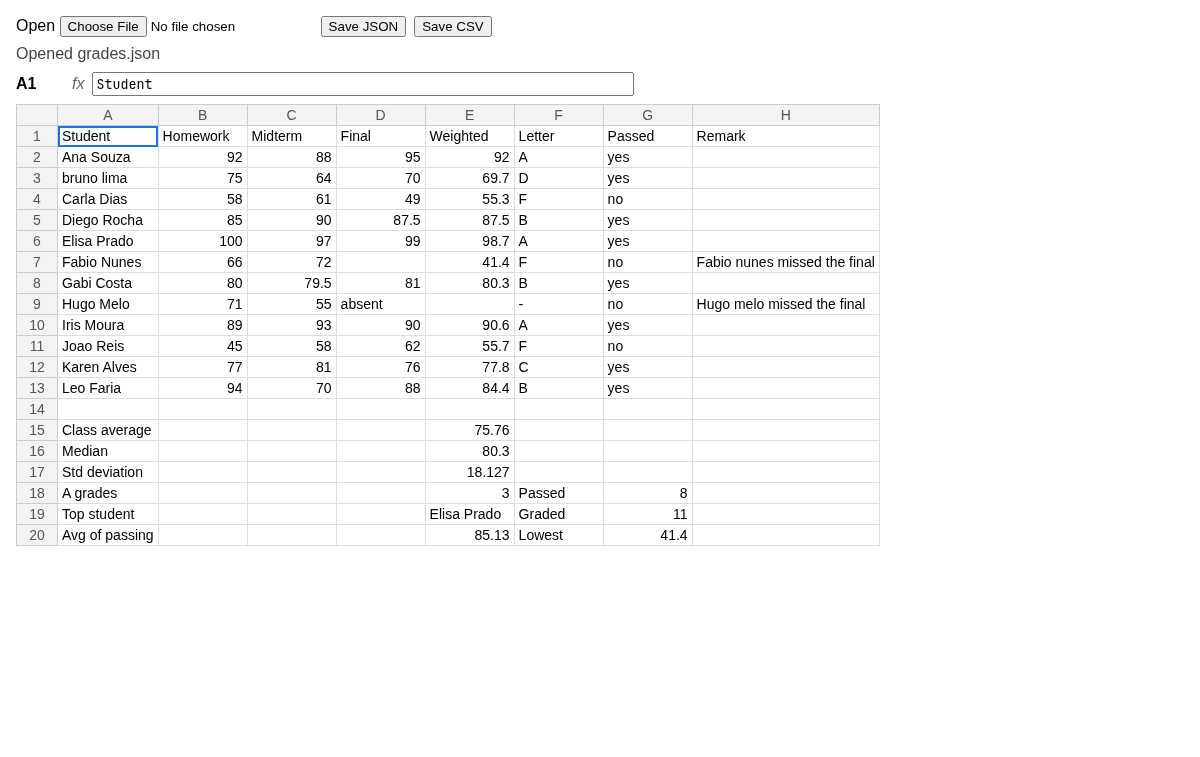 Open Choose File No file chosen Save JSON Save CSV
Opened grades.json
A1 fx Student
A B C D E F G H
1 Student Homework Midterm Final Weighted Letter Passed Remark
2 Ana Souza 92 88 95 92 A yes
3 bruno lima 75 64 70 69.7 D yes
4 Carla Dias 58 61 49 55.3 F no
5 Diego Rocha 85 90 87.5 87.5 B yes
6 Elisa Prado 100 97 99 98.7 A yes
7 Fabio Nunes 66 72 41.4 F no Fabio nunes missed the final
8 Gabi Costa 80 79.5 81 80.3 B yes
9 Hugo Melo 71 55 absent - no Hugo melo missed the final
10 Iris Moura 89 93 90 90.6 A yes
11 Joao Reis 45 58 62 55.7 F no
12 Karen Alves 77 81 76 77.8 C yes
13 Leo Faria 94 70 88 84.4 B yes
14
15 Class average 75.76
16 Median 80.3
17 Std deviation 18.127
18 A grades 3 Passed 8
19 Top student Elisa Prado Graded 11
20 Avg of passing 85.13 Lowest 41.4